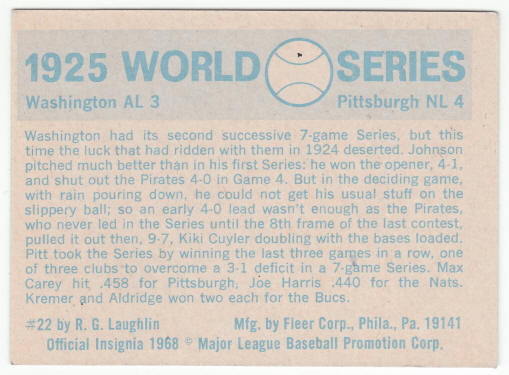 1925 WORLD SERIES
Washington AL 3 Pittsburgh NL 4
Washington had its second successive 7-game Series, but this
time the luck that had ridden with them in 1924 deserted. Johnson
pitched much better than in his first Series: he won the opener, 4-1,
and shut out the Pirates 4-0 in Game 4. But in the deciding game,
with rain pouring down, he could not get his usual stuff on the
slippery ball; so an early 4-0 lead wasn't enough as the Pirates,
who never led in the Series until the 8th frame of the last contest,
pulled it out then, 9-7, Kiki Cuyler doubling with the bases loaded.
Pitt took the Series by winning the last three games in a row, one
of three clubs to overcome a 3-1 deficit in a 7-game Series. Max
Carey hit .458 for Pittsburgh; Joe Harris .440 for the Nats.
Kremer and Aldridge won two each for the Bucs.
#22 by R. G. Laughlin Mfg. by Fleer Corp., Phila., Pa. 19141
Official Insignia 1968 © Major League Baseball Promotion Corp.